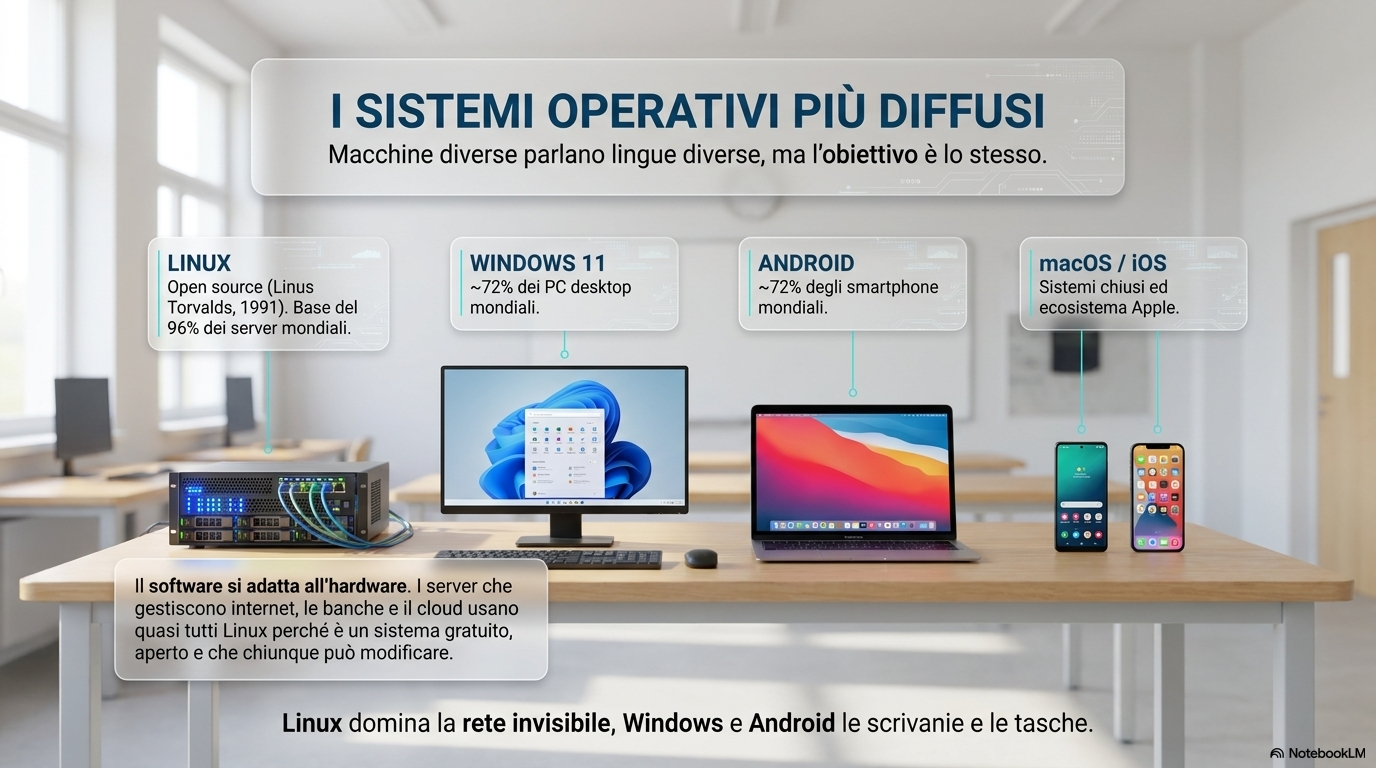 I SISTEMI OPERATIVI PIÙ DIFFUSI
Macchine diverse parlano lingue diverse, ma l'obiettivo è lo stesso.
LINUX
Open source (Linus
Torvalds, 1991). Base del
96% dei server mondiali.
WINDOWS 11
~72% dei PC desktop
mondiali.
ANDROID
~72% degli smartphone
mondiali.
macOS / iOS
Sistemi chiusi ed
ecosistema Apple.
Il software si adatta all'hardware. I server che
gestiscono internet, le banche e il cloud usano
quasi tutti Linux perché è un sistema gratuito,
aperto e che chiunque può modificare.
Linux domina la rete invisibile, Windows e Android le scrivanie e le tasche.
NotebookLM